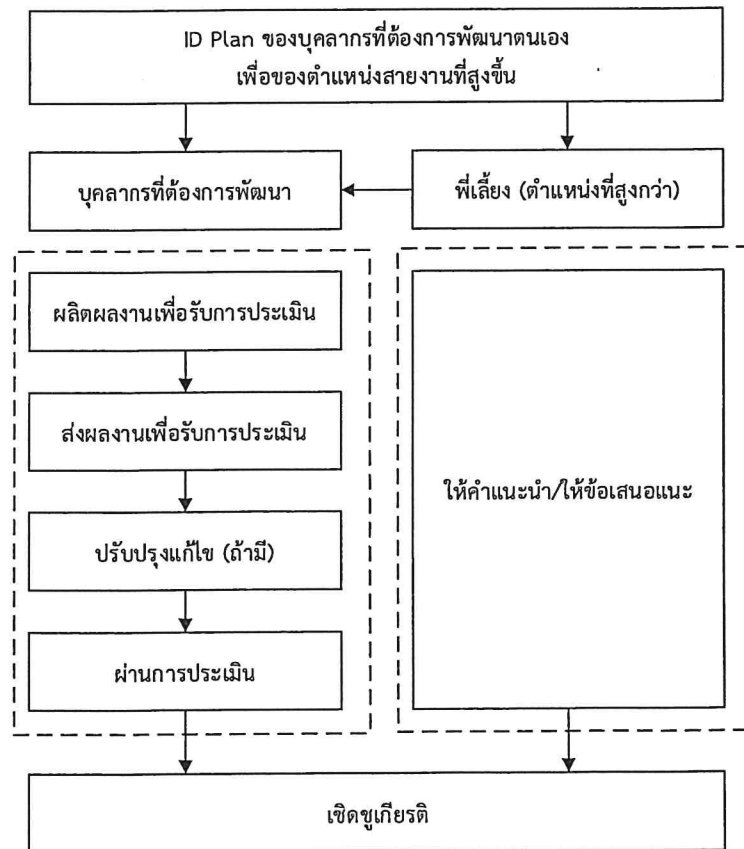 ID Plan ของบุคลากรที่ต้องการพัฒนาตนเอง
เพื่อของตำแหน่งสายงานที่สูงขึ้น
บุคลากรที่ต้องการพัฒนา
พี่เลี้ยง (ตำแหน่งที่สูงกว่า)
ผลิตผลงานเพื่อรับการประเมิน
ส่งผลงานเพื่อรับการประเมิน
ปรับปรุงแก้ไข (ถ้ามี)
ผ่านการประเมิน
ให้คำแนะนำ/ให้ข้อเสนอแนะ
เชิดชูเกียรติ